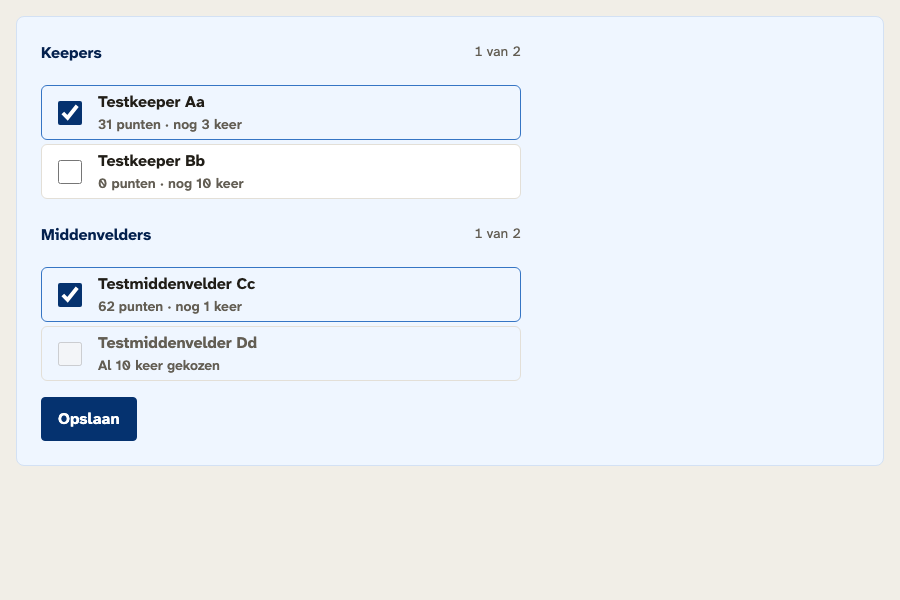 Keepers
1 van 2
Testkeeper Aa
31 punten · nog 3 keer
Testkeeper Bb
0 punten · nog 10 keer
Middenvelders
1 van 2
Testmiddenvelder Cc
62 punten · nog 1 keer
Testmiddenvelder Dd
Al 10 keer gekozen
Opslaan